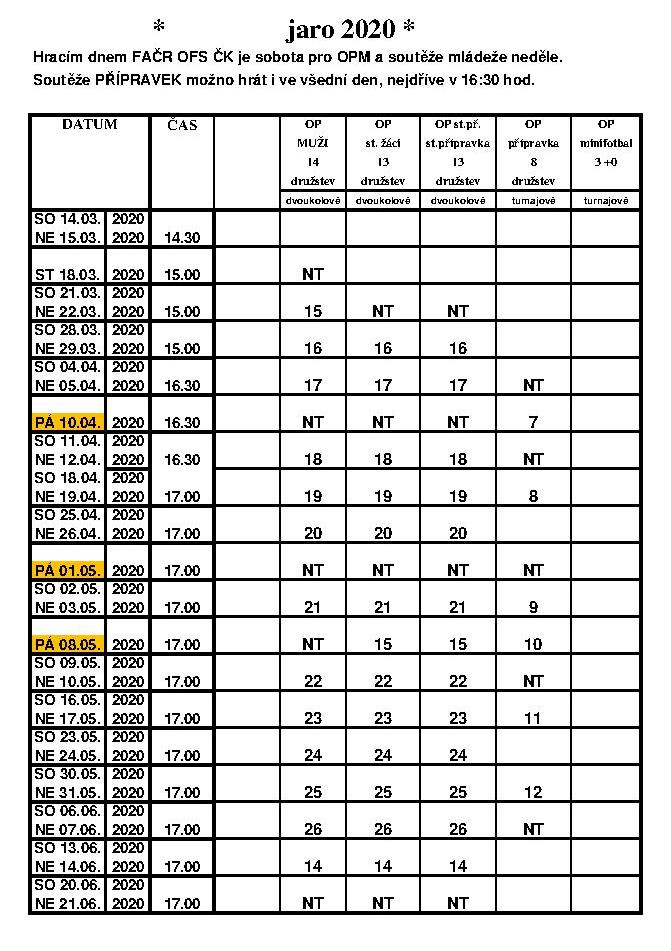 * jaro 2020 *
Hracím dnem FAČR OFS ČK je sobota pro OPM a soutěže mládeže neděle.
Soutěže PŘÍPRAVEK možno hrát i ve všední den, nejdříve v 16:30 hod.
DATUM ČAS OP OP OP st.př. OP OP
MUŽI st. žáci st.přípravka přípravka minifotbal
14 13 13 8 3 +0
družstev družstev družstev družstev
dvoukolově dvoukolově dvoukolově turnajově turnajově
SO 14.03. 2020
NE 15.03. 2020 14.30
ST 18.03. 2020 15.00 NT
SO 21.03. 2020
NE 22.03. 2020 15.00 15 NT NT
SO 28.03. 2020
NE 29.03. 2020 15.00 16 16 16
SO 04.04. 2020
NE 05.04. 2020 16.30 17 17 17 NT
PÁ 10.04. 2020 16.30 NT NT NT 7
SO 11.04. 2020
NE 12.04. 2020 16.30 18 18 18 NT
SO 18.04. 2020
NE 19.04. 2020 17.00 19 19 19 8
SO 25.04. 2020
NE 26.04. 2020 17.00 20 20 20
PÁ 01.05. 2020 17.00 NT NT NT NT
SO 02.05. 2020
NE 03.05. 2020 17.00 21 21 21 9
PÁ 08.05. 2020 17.00 NT 15 15 10
SO 09.05. 2020
NE 10.05. 2020 17.00 22 22 22 NT
SO 16.05. 2020
NE 17.05. 2020 17.00 23 23 23 11
SO 23.05. 2020
NE 24.05. 2020 17.00 24 24 24
SO 30.05. 2020
NE 31.05. 2020 17.00 25 25 25 12
SO 06.06. 2020
NE 07.06. 2020 17.00 26 26 26 NT
SO 13.06. 2020
NE 14.06. 2020 17.00 14 14 14
SO 20.06. 2020
NE 21.06. 2020 17.00 NT NT NT